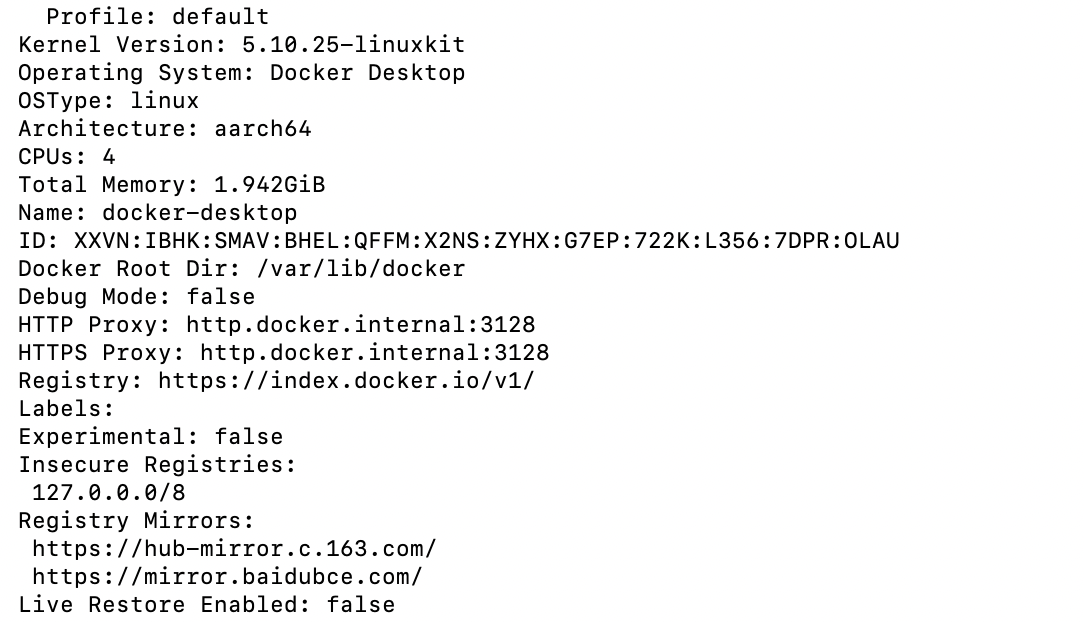 Profile: default
Kernel Version: 5.10.25-linuxkit
Operating System: Docker Desktop
OSType: linux
Architecture: aarch64
CPUs: 4
Total Memory: 1.942GiB
Name: docker-desktop
ID: XXVN:IBHK:SMAV:BHEL:QFFM:X2NS:ZYHX:G7EP:722K:L356:7DPR:OLAU
Docker Root Dir: /var/lib/docker
Debug Mode: false
HTTP Proxy: http.docker.internal:3128
HTTPS Proxy: http.docker.internal:3128
Registry: https://index.docker.io/v1/
Labels:
Experimental: false
Insecure Registries:
127.0.0.0/8
Registry Mirrors:
https://hub-mirror.c.163.com/
https://mirror.baidubce.com/
Live Restore Enabled: false